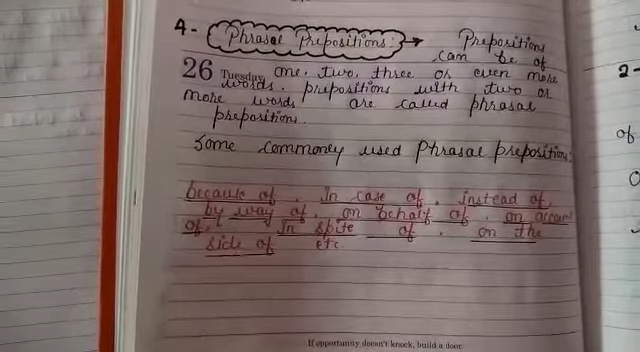 4- Phrasal Prepositions: → Prepositions
can be of
26 Tuesday one, two, three or even more
words. prepositions with two or
more words are called phrasal
prepositions.
Some commonly used Phrasal prepositions:
because of, In case of, instead of,
by way of, on behalf of, on account
of, In spite of, on the
side of etc.
If opportunity doesn't knock, build a door.
2-
of